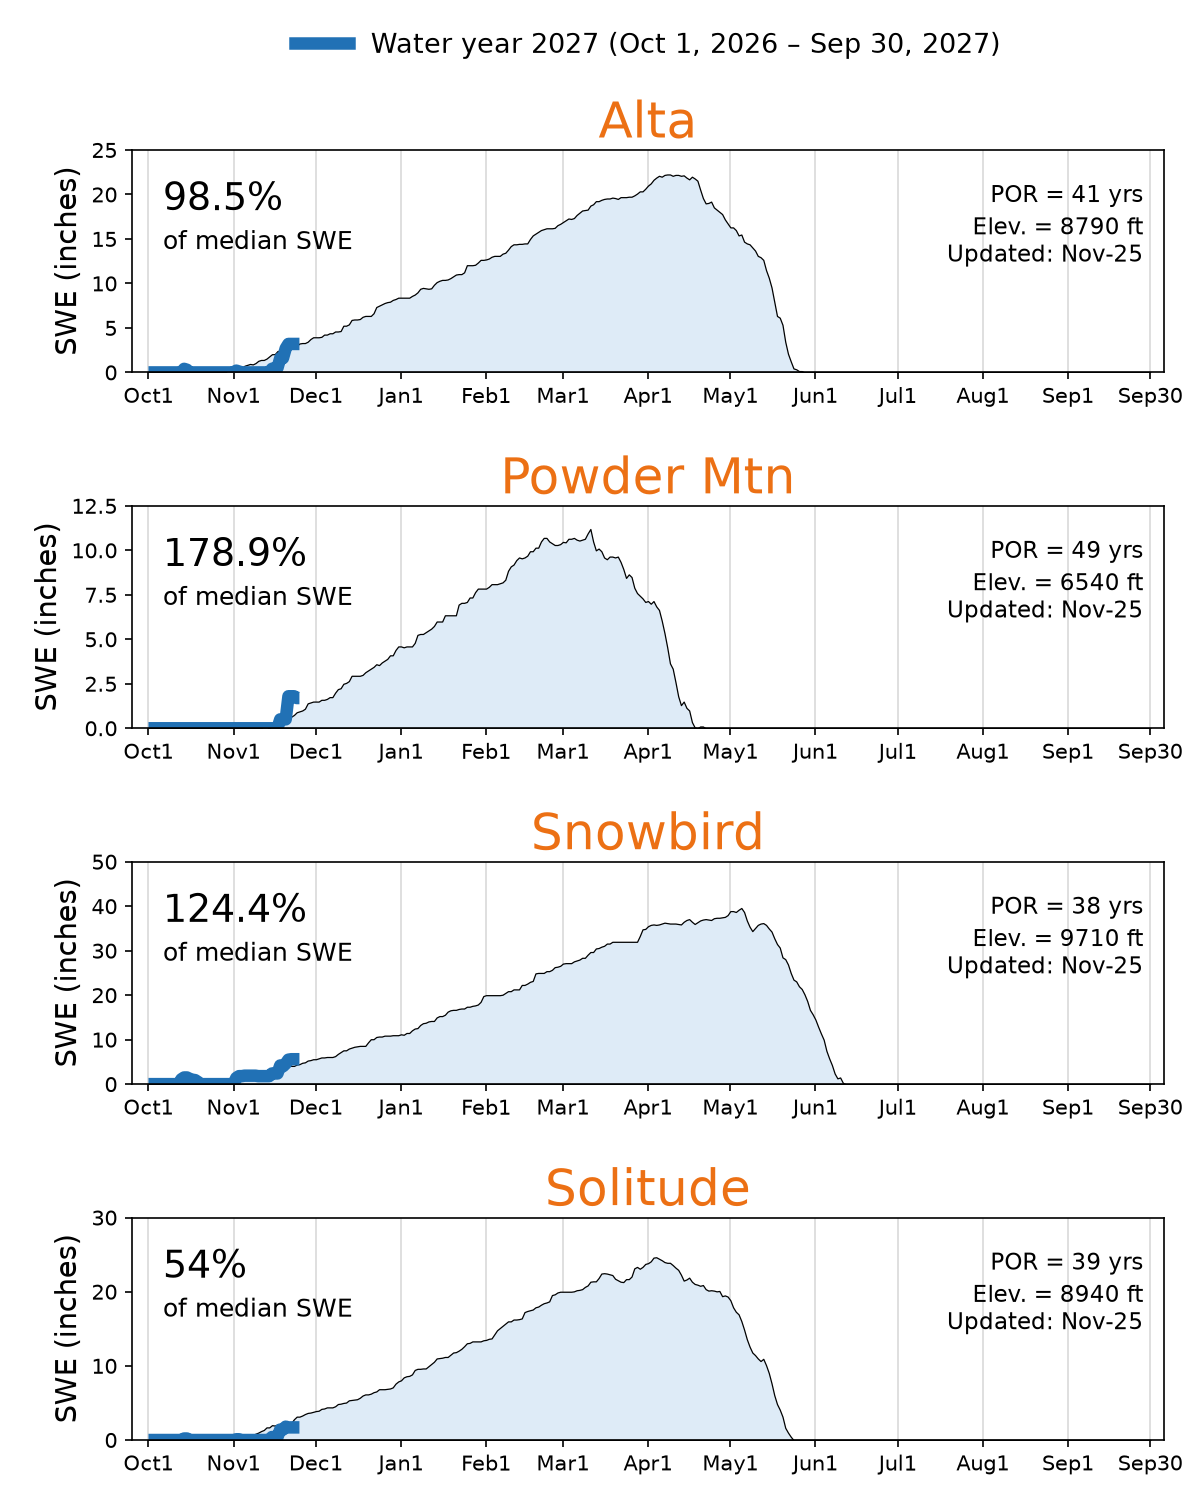 Water year 2027 (Oct 1, 2026 – Sep 30, 2027)
Alta
SWE (inches)
25
20
15
10
5
0
98.5%
of median SWE
POR = 41 yrs
Elev. = 8790 ft
Updated: Nov-25
Oct1 Nov1 Dec1 Jan1 Feb1 Mar1 Apr1 May1 Jun1 Jul1 Aug1 Sep1 Sep30
Powder Mtn
SWE (inches)
12.5
10.0
7.5
5.0
2.5
0.0
178.9%
of median SWE
POR = 49 yrs
Elev. = 6540 ft
Updated: Nov-25
Oct1 Nov1 Dec1 Jan1 Feb1 Mar1 Apr1 May1 Jun1 Jul1 Aug1 Sep1 Sep30
Snowbird
SWE (inches)
50
40
30
20
10
0
124.4%
of median SWE
POR = 38 yrs
Elev. = 9710 ft
Updated: Nov-25
Oct1 Nov1 Dec1 Jan1 Feb1 Mar1 Apr1 May1 Jun1 Jul1 Aug1 Sep1 Sep30
Solitude
SWE (inches)
30
20
10
0
54%
of median SWE
POR = 39 yrs
Elev. = 8940 ft
Updated: Nov-25
Oct1 Nov1 Dec1 Jan1 Feb1 Mar1 Apr1 May1 Jun1 Jul1 Aug1 Sep1 Sep30